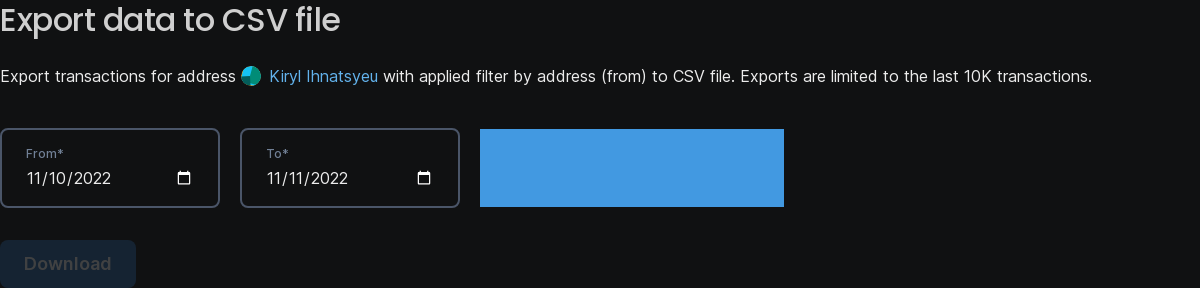 Export data to CSV file
Export transactions for address Kiryl Ihnatsyeu with applied filter by address (from) to CSV file. Exports are limited to the last 10K transactions.
From* To*
11/10/2022 11/11/2022
Download